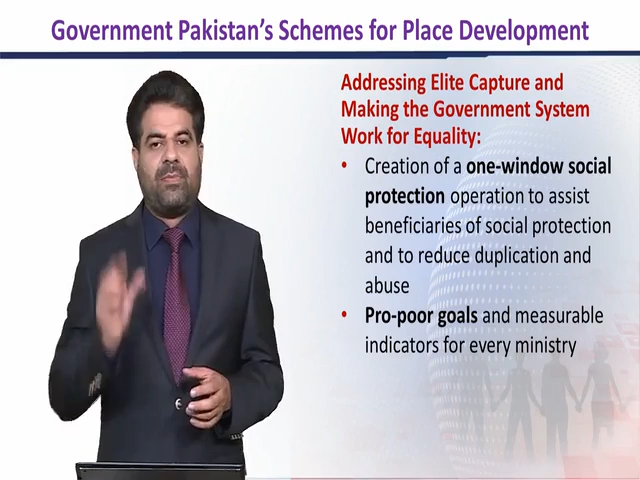 Government Pakistan's Schemes for Place Development
Addressing Elite Capture and
Making the Government System
Work for Equality:
• Creation of a one-window social
protection operation to assist
beneficiaries of social protection
and to reduce duplication and
abuse
• Pro-poor goals and measurable
indicators for every ministry